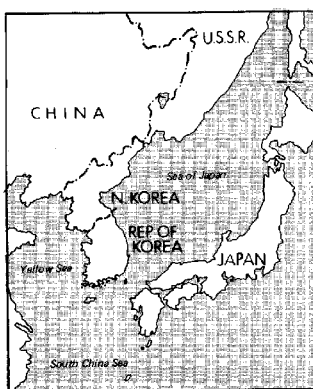 U.S.S.R.
CHINA
Sea of Japan
N. KOREA
REP OF
KOREA
JAPAN
Yellow Sea
South China Sea